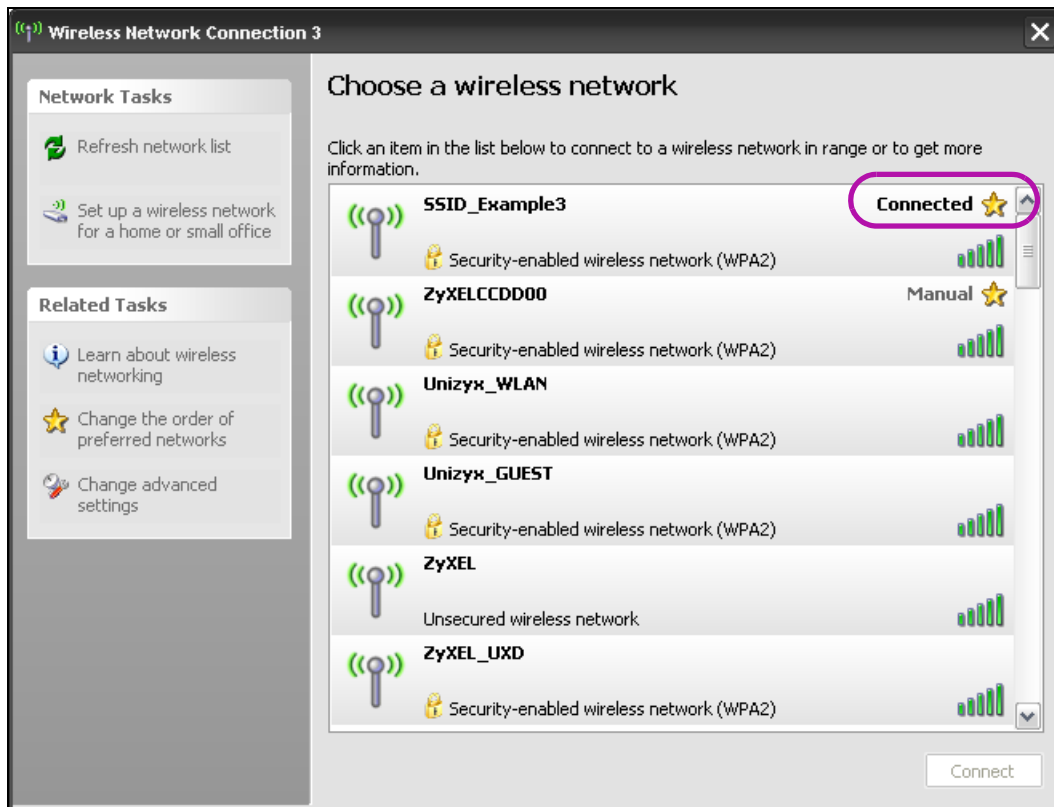 Wireless Network Connection 3
Network Tasks
Refresh network list
Set up a wireless network
for a home or small office
Related Tasks
Learn about wireless
networking
Change the order of
preferred networks
Change advanced
settings
Choose a wireless network
Click an item in the list below to connect to a wireless network in range or to get more
information.
SSID_Example3 Connected
Security-enabled wireless network (WPA2)
ZyXELCCDD00 Manual
Security-enabled wireless network (WPA2)
Unizyx_WLAN
Security-enabled wireless network (WPA2)
Unizyx_GUEST
Security-enabled wireless network (WPA2)
ZyXEL
Unsecured wireless network
ZyXEL_UXD
Security-enabled wireless network (WPA2)
Connect